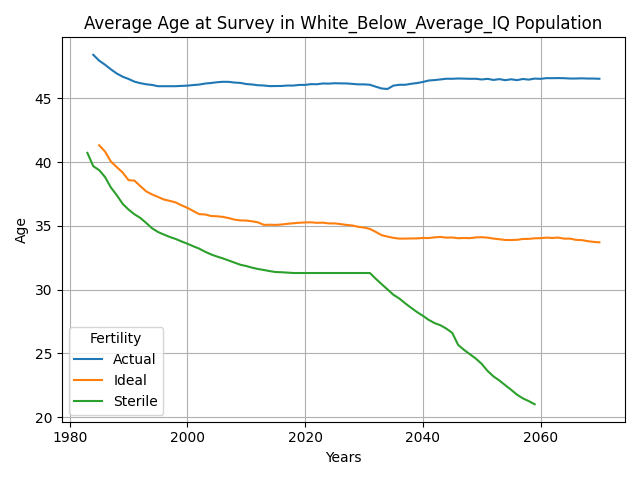 Average Age at Survey in White_Below_Average_IQ Population
Age
45
40
35
30
25
20
Fertility
Actual
Ideal
Sterile
1980
2000
2020
2040
2060
Years